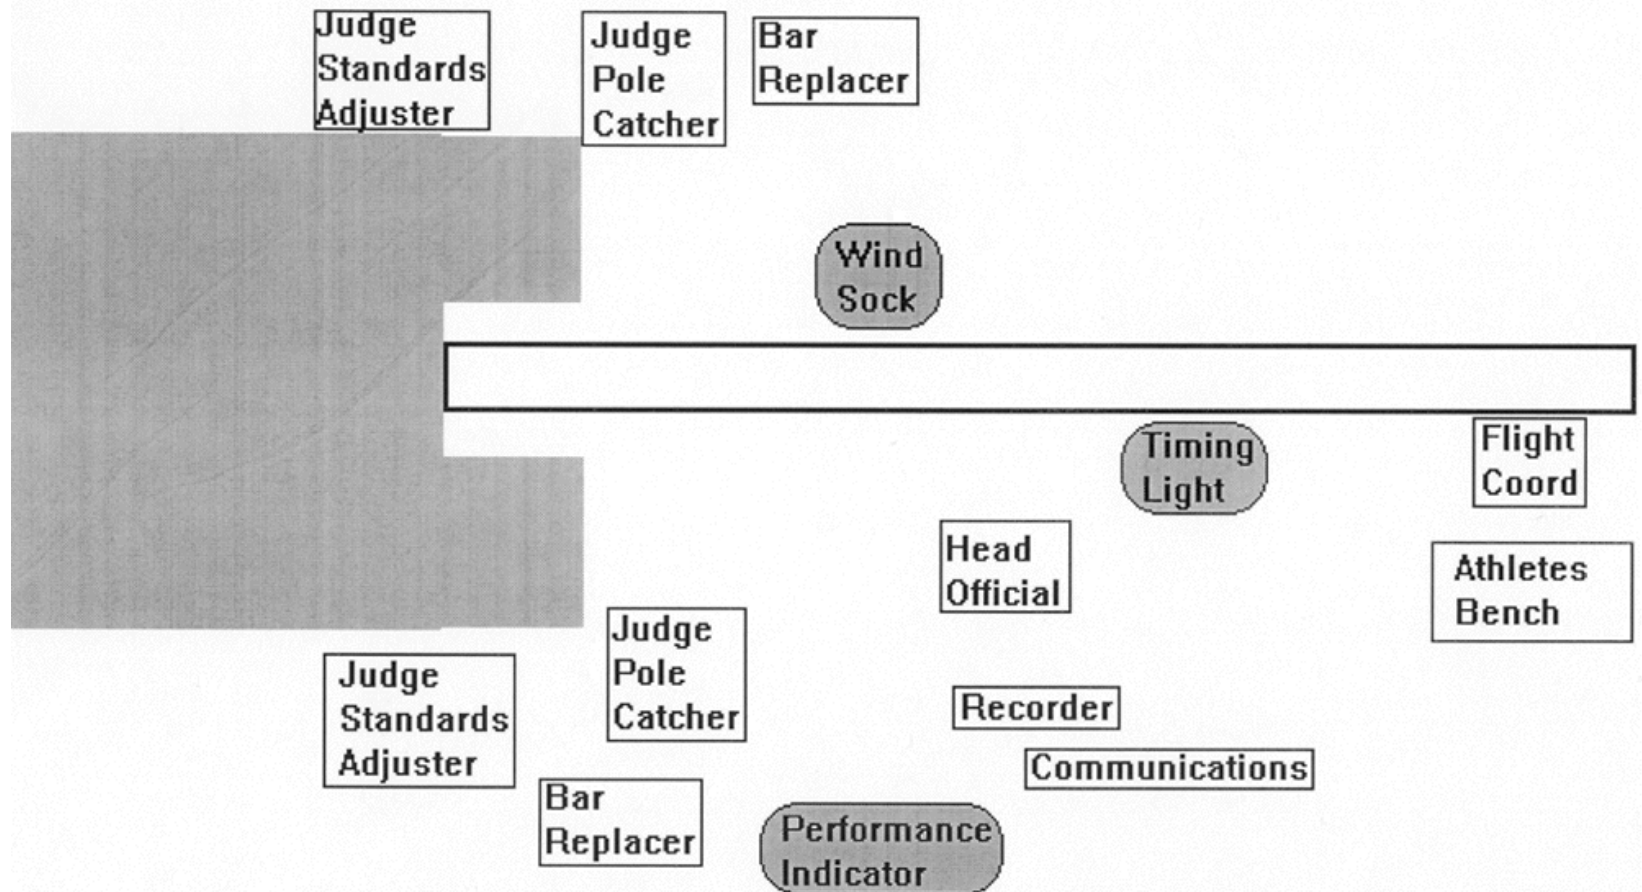 Judge
Standards
Adjuster
Judge
Pole
Catcher
Bar
Replacer
Wind
Sock
Timing
Light
Flight
Coord
Head
Official
Athletes
Bench
Judge
Pole
Catcher
Judge
Standards
Adjuster
Recorder
Communications
Bar
Replacer
Performance
Indicator